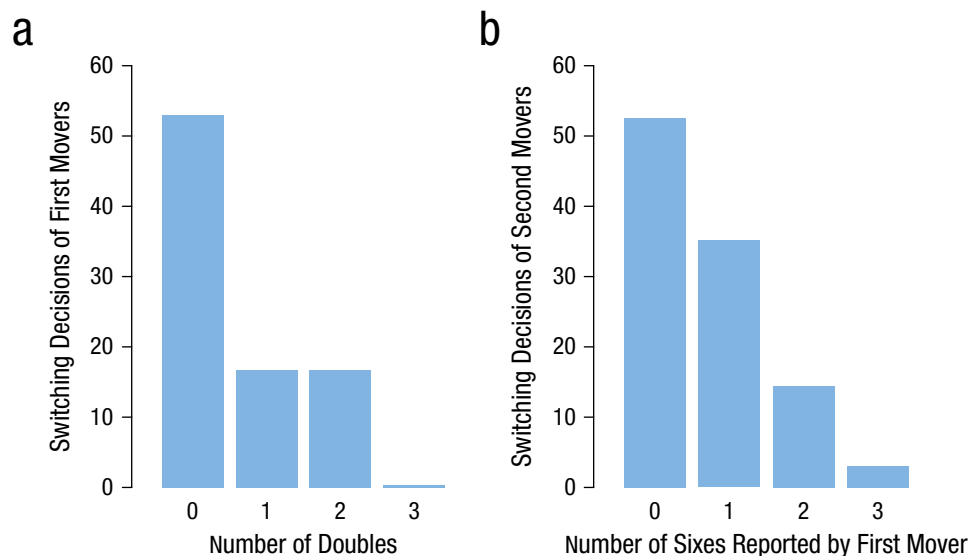 a
Switching Decisions of First Movers
60
50
40
30
20
10
0
0 1 2 3
Number of Doubles
b
Switching Decisions of Second Movers
60
50
40
30
20
10
0
0 1 2 3
Number of Sixes Reported by First Mover